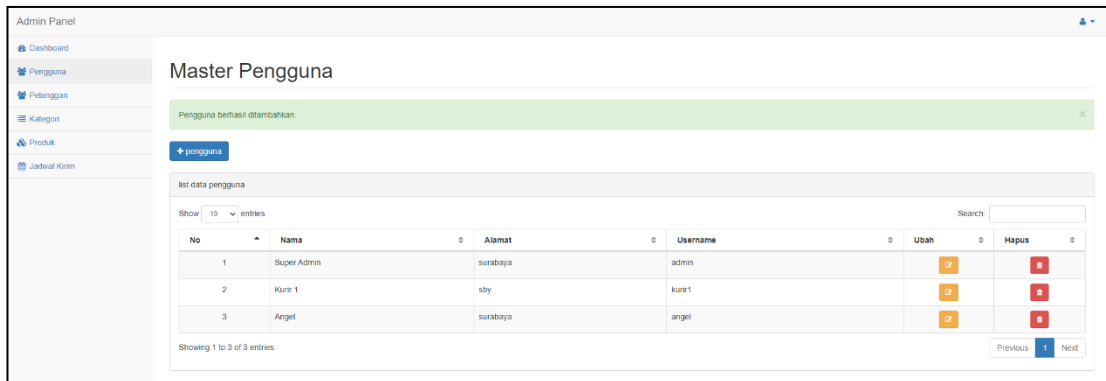 Admin Panel
Dashboard
Pengguna
Pelanggan
Kategori
Produk
Jadwal Kirim
Master Pengguna
Pengguna berhasil ditambahkan.
×
+ pengguna
list data pengguna
Show 10 entries
Search:
No Nama Alamat Username Ubah Hapus
1 Super Admin surabaya admin
2 Kurir 1 sby kurir1
3 Angel surabaya angel
Showing 1 to 3 of 3 entries
Previous 1 Next